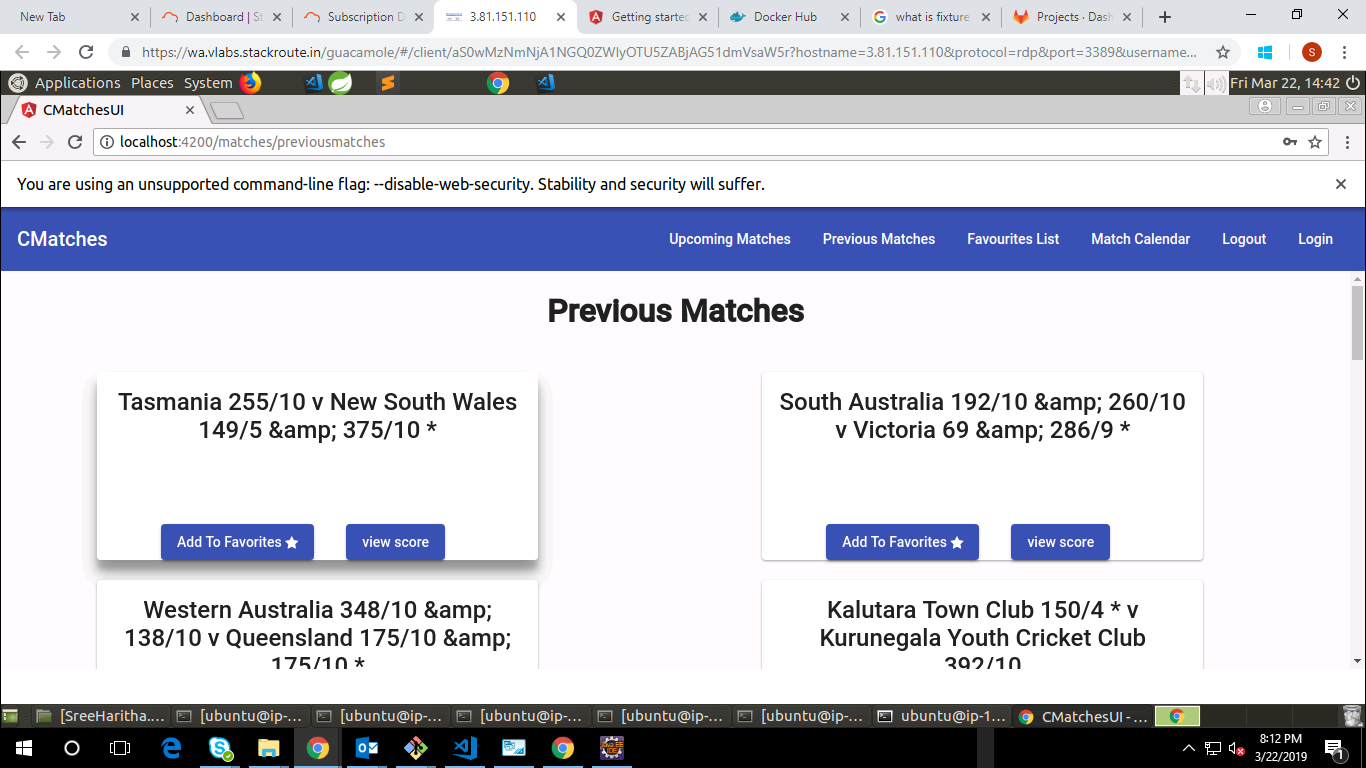 New Tab
Dashboard | St
Subscription D
3.81.151.110
Getting started
Docker Hub
what is fixture
Projects · Dash
https://wa.vlabs.stackroute.in/guacamole/#/client/aS0wMzNmNjA1NGQ0ZWIyOTU5ZABjAG51dmVsaW5r?hostname=3.81.151.110&protocol=rdp&port=3389&username...
S
Applications Places System
Fri Mar 22, 14:42
CMatchesUI
localhost:4200/matches/previousmatches
You are using an unsupported command-line flag: --disable-web-security. Stability and security will suffer.
CMatches
Upcoming Matches
Previous Matches
Favourites List
Match Calendar
Logout
Login
Previous Matches
Tasmania 255/10 v New South Wales
149/5 &amp; 375/10 *
Add To Favorites
view score
South Australia 192/10 &amp; 260/10
v Victoria 69 &amp; 286/9 *
Add To Favorites
view score
Western Australia 348/10 &amp;
138/10 v Queensland 175/10 &amp;
175/10 *
Kalutara Town Club 150/4 * v
Kurunegala Youth Cricket Club
392/10
[SreeHaritha....
[ubuntu@ip-...
[ubuntu@ip-...
[ubuntu@ip-...
[ubuntu@ip-...
[ubuntu@ip-...
ubuntu@ip-1...
CMatchesUI - ...
8:12 PM
3/22/2019
1